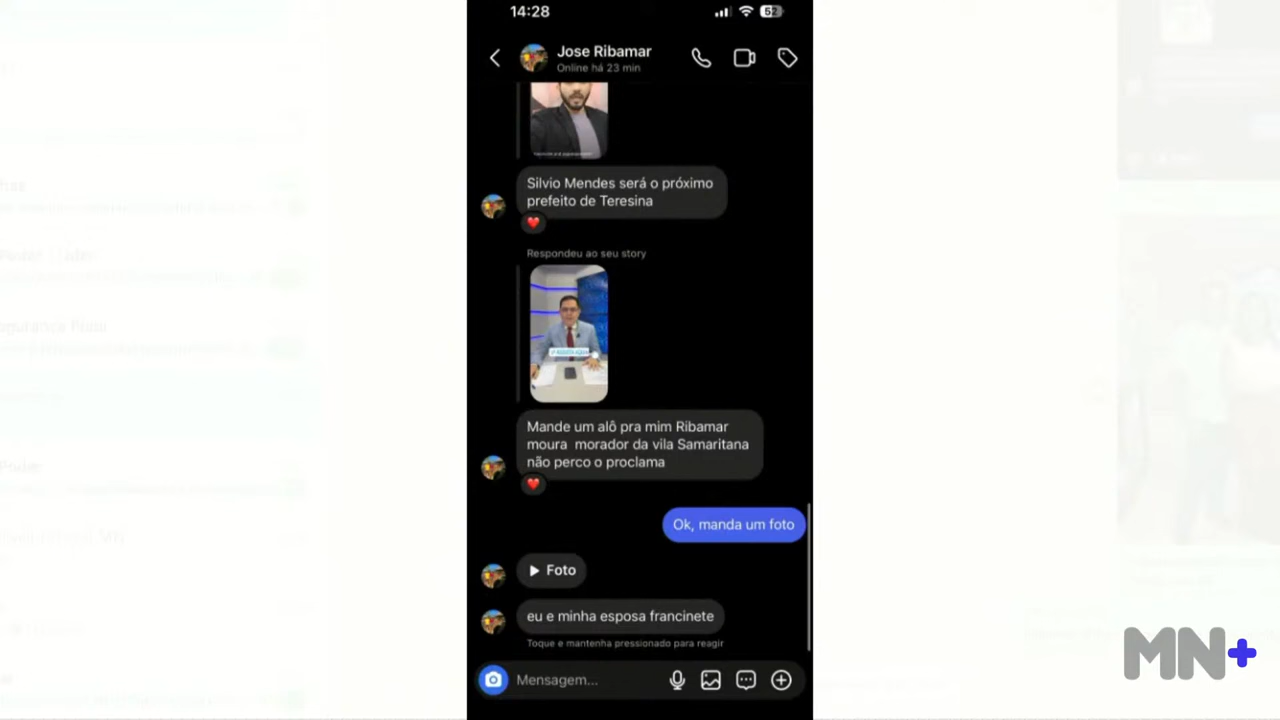 14:28
52
Jose Ribamar
Online há 23 min
Silvio Mendes será o próximo
prefeito de Teresina
Respondeu ao seu story
Mande um alô pra mim Ribamar
moura morador da vila Samaritana
não perco o proclama
Ok, manda um foto
Foto
eu e minha esposa francinete
Toque e mantenha pressionado para reagir
Mensagem...
MN+